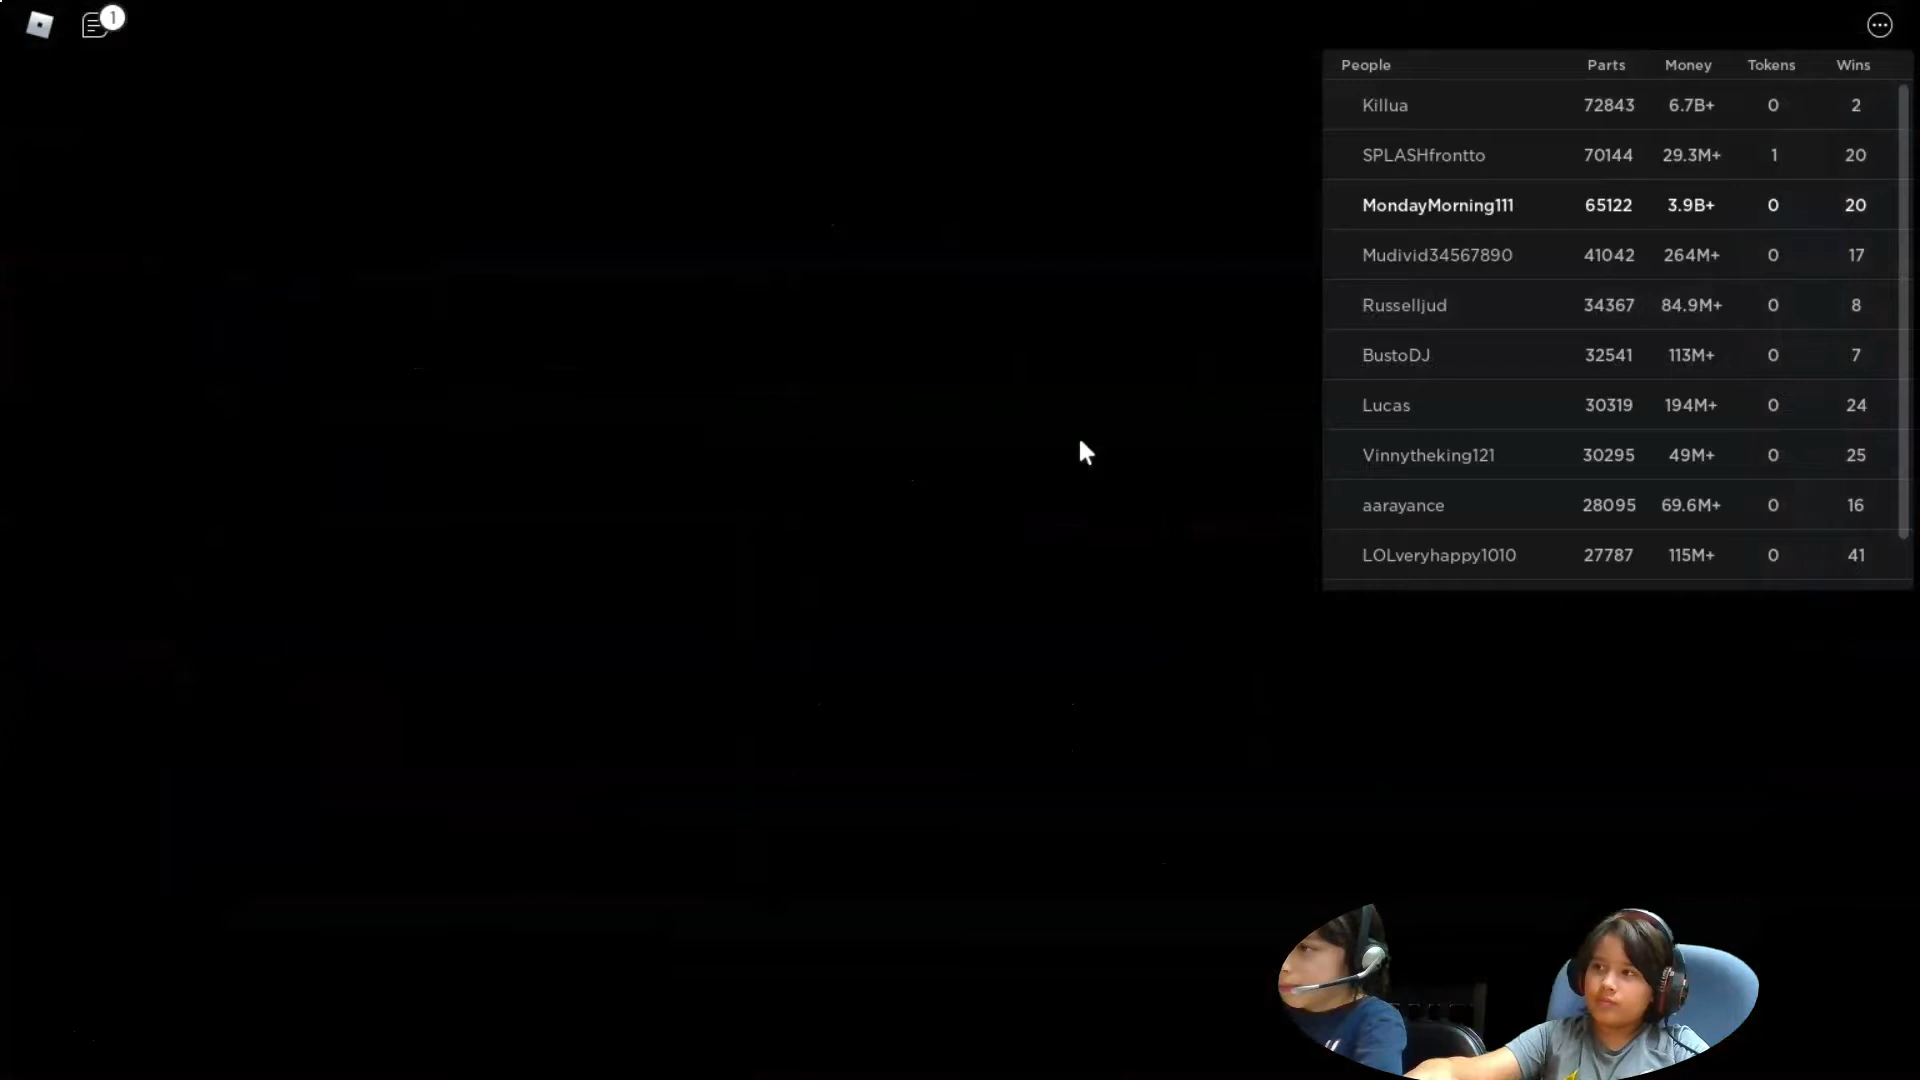 1
People Parts Money Tokens Wins
Killua 72843 6.7B+ 0 2
SPLASHfrontto 70144 29.3M+ 1 20
MondayMorning111 65122 3.9B+ 0 20
Mudivid34567890 41042 264M+ 0 17
Russelljud 34367 84.9M+ 0 8
BustoDJ 32541 113M+ 0 7
Lucas 30319 194M+ 0 24
Vinnytheking121 30295 49M+ 0 25
aarayance 28095 69.6M+ 0 16
LOLveryhappy1010 27787 115M+ 0 41